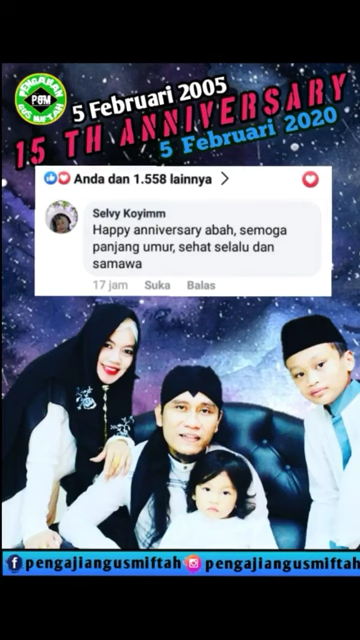 PENGAJIAN
PGM
GUS MIFTAH
5 Februari 2005
15 TH ANNIVERSARY
5 Februari 2020
Anda dan 1.558 lainnya >
Selvy Koyimm
Happy anniversary abah, semoga
panjang umur, sehat selalu dan
samawa
17 jam Suka Balas
pengajiangusmiftah pengajiangusmiftah